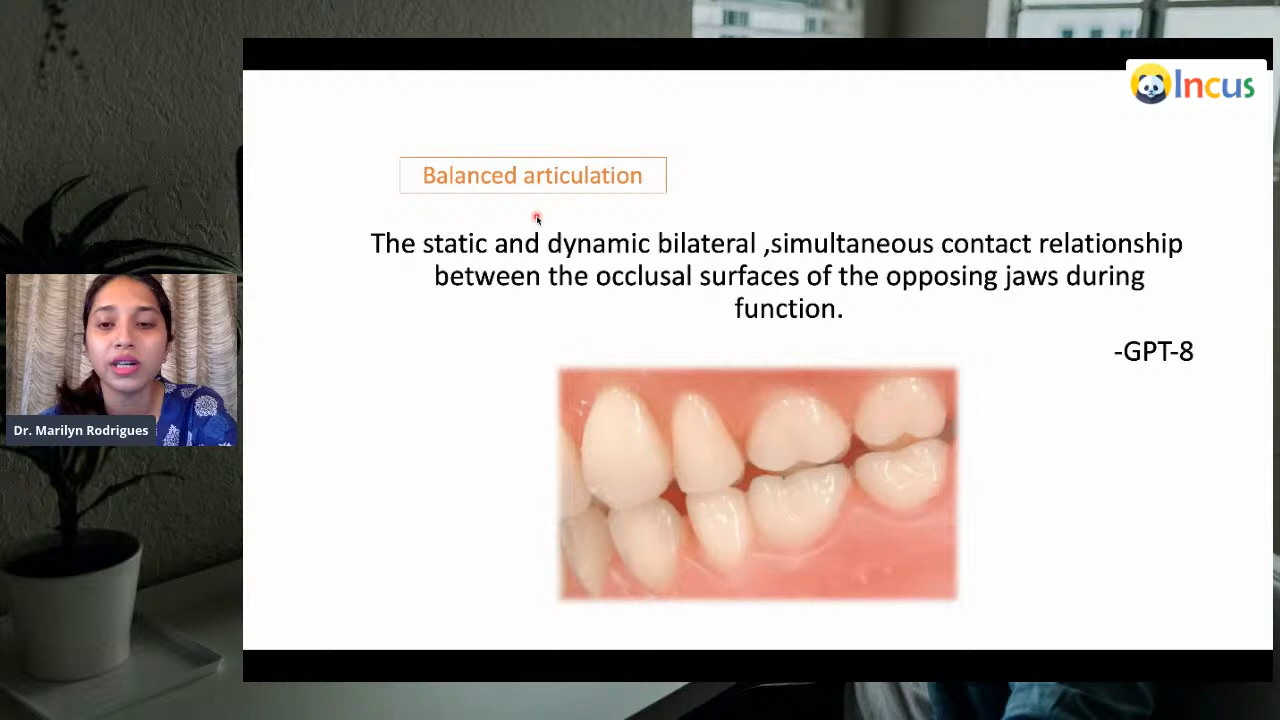 Incus
Balanced articulation
The static and dynamic bilateral ,simultaneous contact relationship
between the occlusal surfaces of the opposing jaws during
function.
-GPT-8
Dr. Marilyn Rodrigues